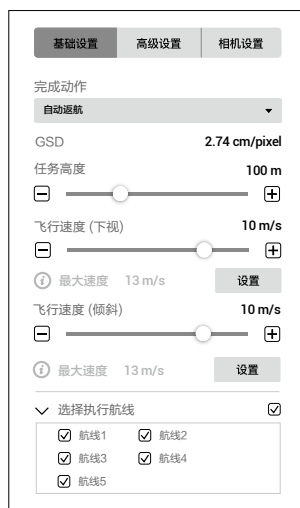 基础设置 高级设置 相机设置
完成动作
自动返航
GSD 2.74 cm/pixel
任务高度 100 m
飞行速度 (下视) 10 m/s
最大速度 13 m/s 设置
飞行速度 (倾斜) 10 m/s
最大速度 13 m/s 设置
选择执行航线
航线1 航线2
航线3 航线4
航线5